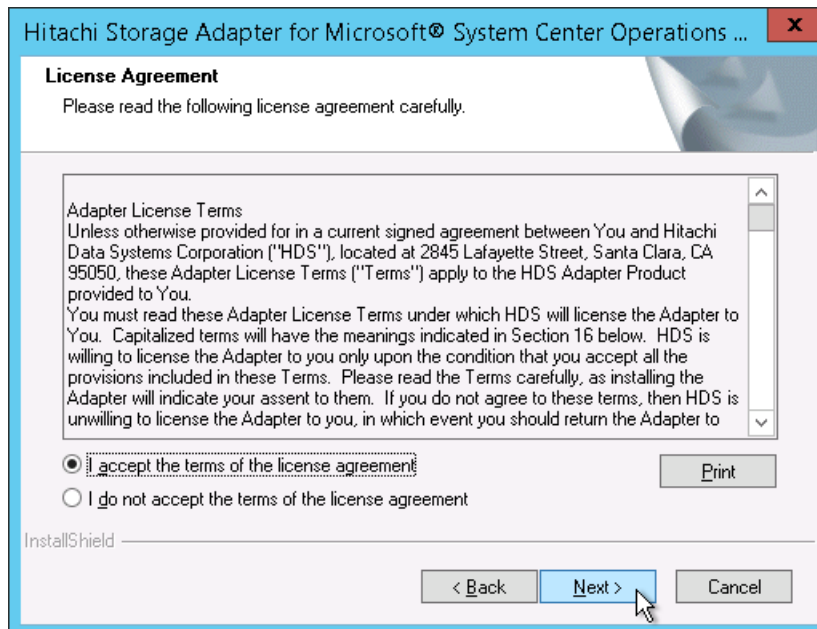 Hitachi Storage Adapter for Microsoft® System Center Operations ...
License Agreement
Please read the following license agreement carefully.
Adapter License Terms
Unless otherwise provided for in a current signed agreement between You and Hitachi
Data Systems Corporation ("HDS"), located at 2845 Lafayette Street, Santa Clara, CA
95050, these Adapter License Terms ("Terms") apply to the HDS Adapter Product
provided to You.
You must read these Adapter License Terms under which HDS will license the Adapter to
You.  Capitalized terms will have the meanings indicated in Section 16 below.  HDS is
willing to license the Adapter to you only upon the condition that you accept all the
provisions included in these Terms.  Please read the Terms carefully, as installing the
Adapter will indicate your assent to them.  If you do not agree to these terms, then HDS is
unwilling to license the Adapter to you, in which event you should return the Adapter to
I accept the terms of the license agreement
Print
I do not accept the terms of the license agreement
InstallShield
< Back
Next >
Cancel